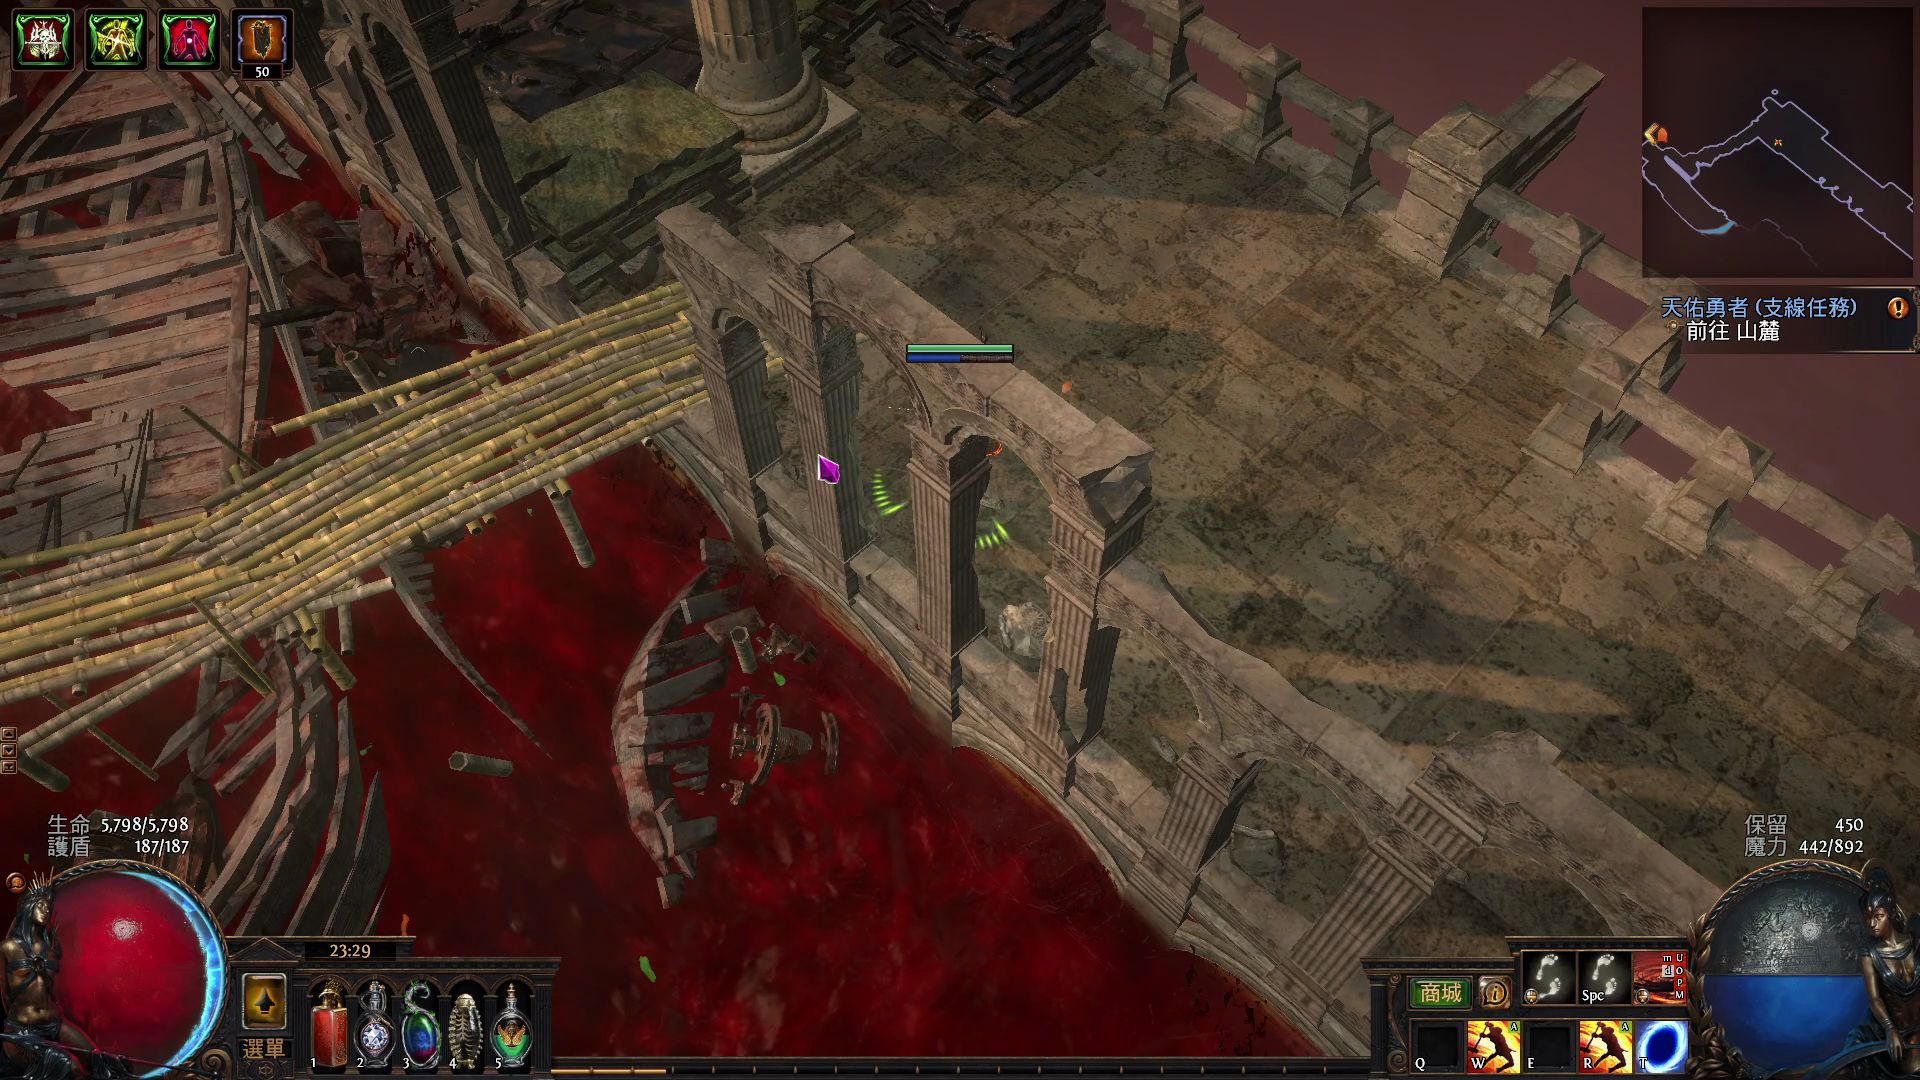 50
天佑勇者 (支線任務)
前往 山麓
生命 5,798/5,798
護盾 187/187
保留 450
魔力 442/892
23:29
選單
1 2 3 4 5
商城
Spc
m U
d O
P
M
Q W A E R A T